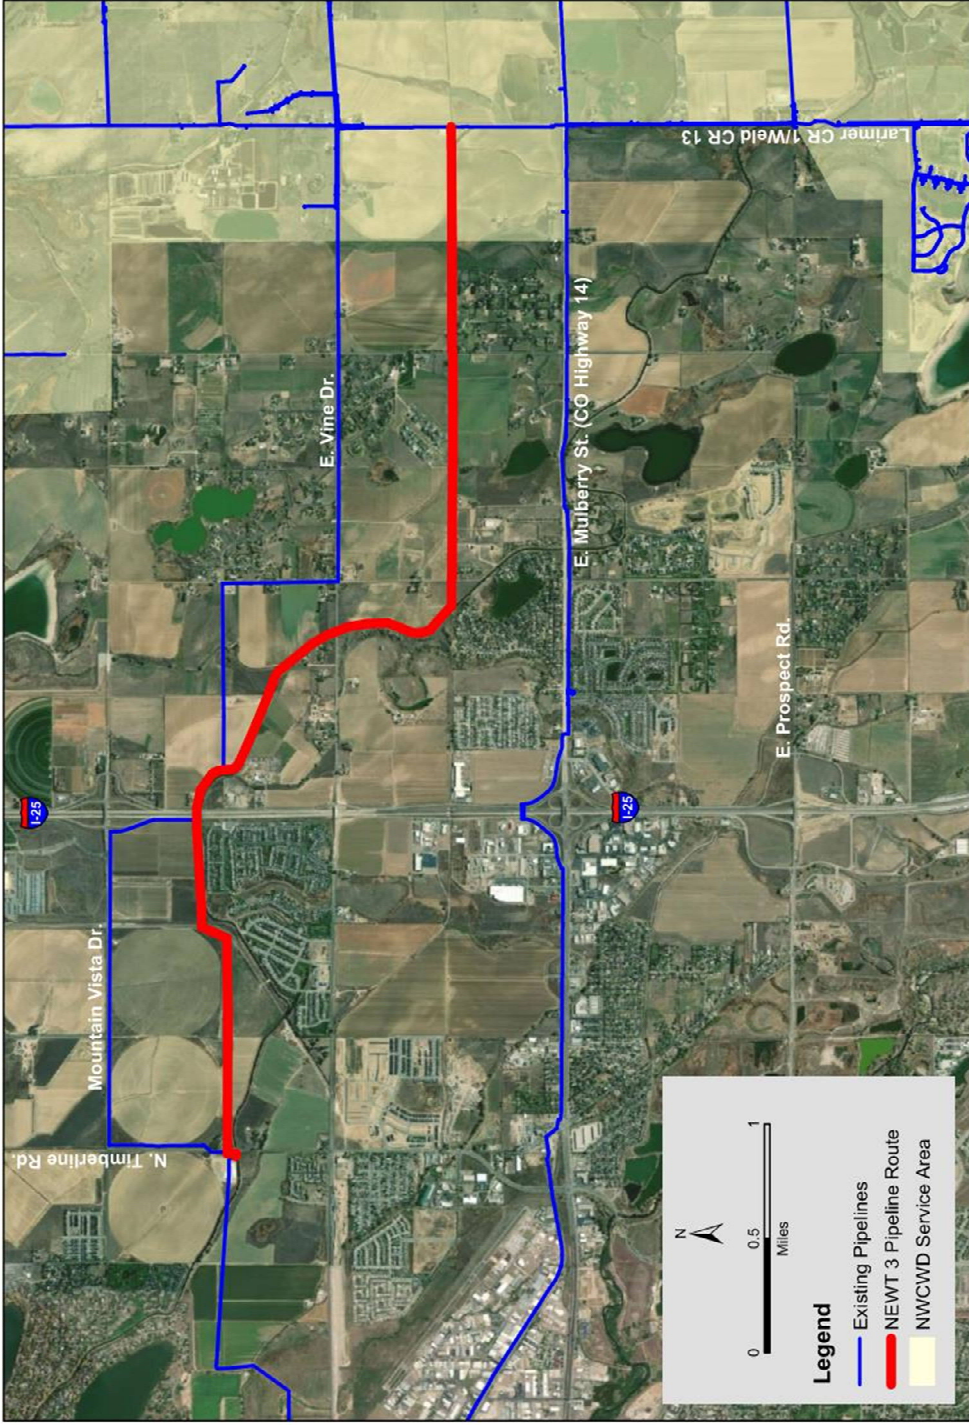 I-25
Mountain Vista Dr.
N. Timberline Rd.
E. Vine Dr.
E. Mulberry St. (CO Highway 14)
Larimer CR 1/Weld CR 13
I-25
E. Prospect Rd.
N
0 0.5 1
Miles
Legend
Existing Pipelines
NEWT 3 Pipeline Route
NWCWD Service Area